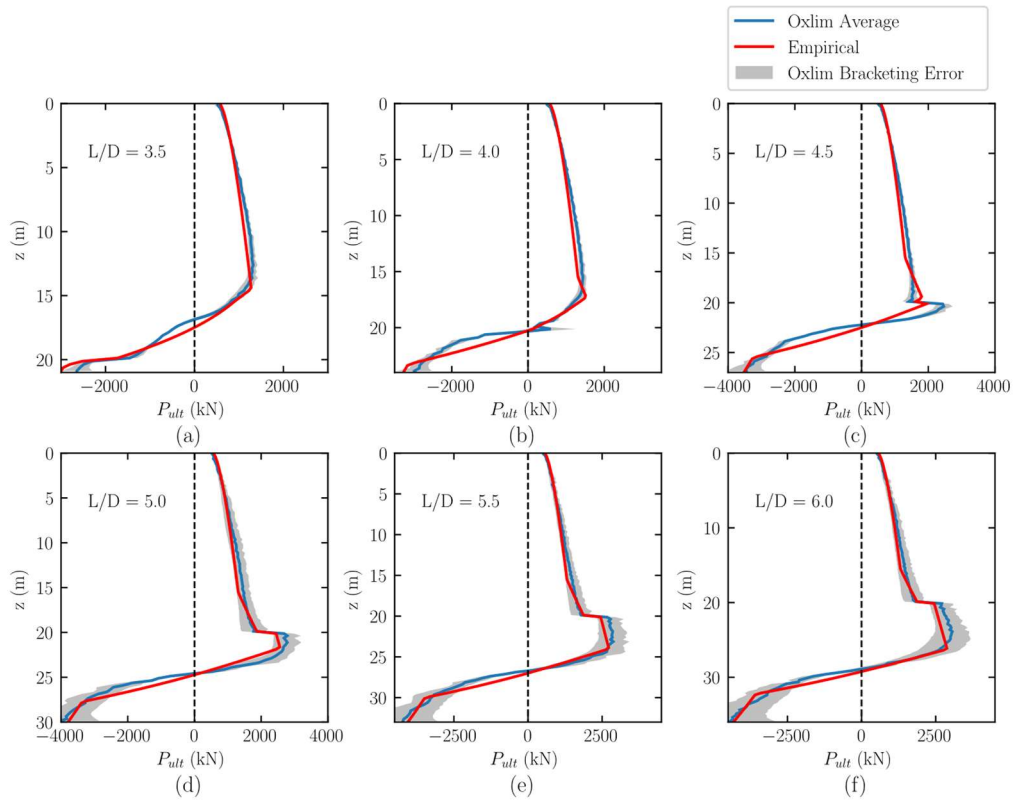 Oxlim Average
Empirical
Oxlim Bracketing Error
0
5
10
15
20
z (m)
L/D = 3.5
−2000
0
2000
P_ult (kN)
(a)
0
5
10
15
20
z (m)
L/D = 4.0
−2000
0
2000
P_ult (kN)
(b)
0
5
10
15
20
25
z (m)
L/D = 4.5
−4000
−2000
0
2000
4000
P_ult (kN)
(c)
0
5
10
15
20
25
30
z (m)
L/D = 5.0
−4000
−2000
0
2000
4000
P_ult (kN)
(d)
0
5
10
15
20
25
30
z (m)
L/D = 5.5
−2500
0
2500
P_ult (kN)
(e)
0
10
20
30
z (m)
L/D = 6.0
−2500
0
2500
P_ult (kN)
(f)